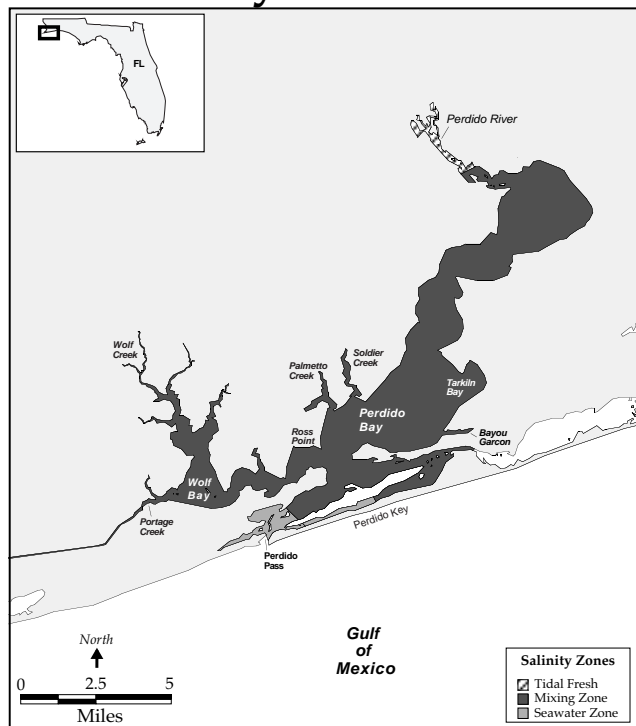 FL
Perdido River
Wolf
Creek
Palmetto
Creek
Soldier
Creek
Tarkiln
Bay
Perdido
Bay
Ross
Point
Bayou
Garcon
Wolf
Bay
Portage
Creek
Perdido Key
Perdido
Pass
Gulf
of
Mexico
North
0 2.5 5
Miles
Salinity Zones
Tidal Fresh
Mixing Zone
Seawater Zone